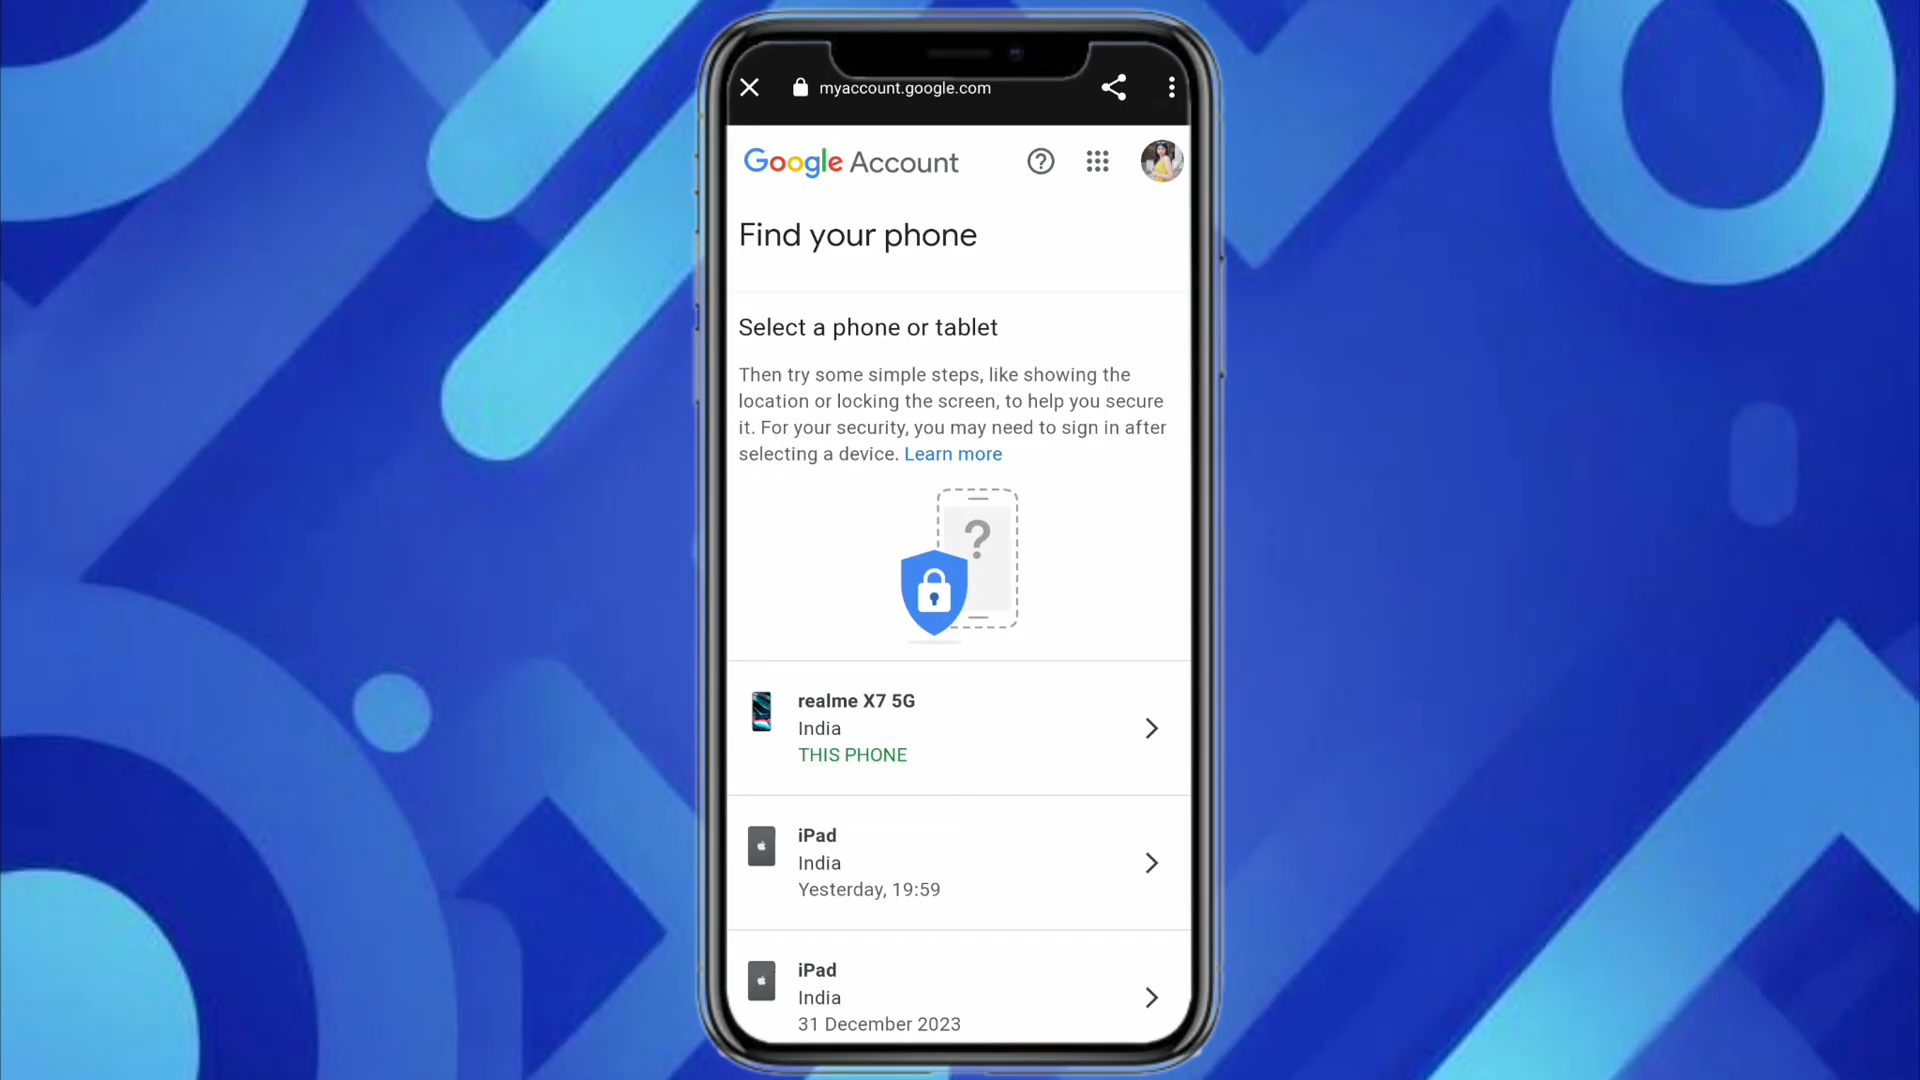 myaccount.google.com
Google Account
Find your phone
Select a phone or tablet
Then try some simple steps, like showing the
location or locking the screen, to help you secure
it. For your security, you may need to sign in after
selecting a device. Learn more
?
realme X7 5G
India
THIS PHONE
iPad
India
Yesterday, 19:59
iPad
India
31 December 2023